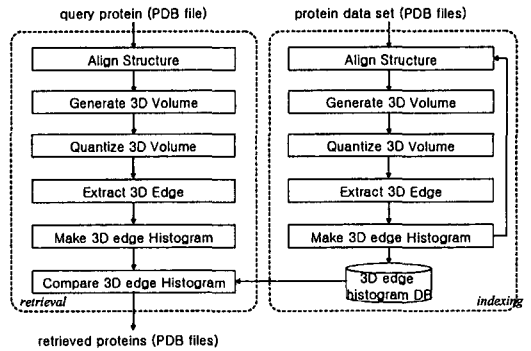 query protein (PDB file)
Align Structure
Generate 3D Volume
Quantize 3D Volume
Extract 3D Edge
Make 3D edge Histogram
Compare 3D edge Histogram
retrieval
retrieved proteins (PDB files)
protein data set (PDB files)
Align Structure
Generate 3D Volume
Quantize 3D Volume
Extract 3D Edge
Make 3D edge Histogram
3D edge
histogram DB
indexing